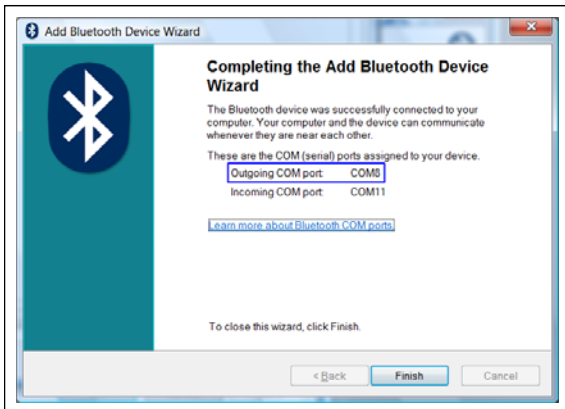 Add Bluetooth Device Wizard
Completing the Add Bluetooth Device
Wizard
The Bluetooth device was successfully connected to your
computer. Your computer and the device can communicate
whenever they are near each other.
These are the COM (serial) ports assigned to your device.
Outgoing COM port: COM8
Incoming COM port: COM11
Learn more about Bluetooth COM ports.
To close this wizard, click Finish.
< Back Finish Cancel